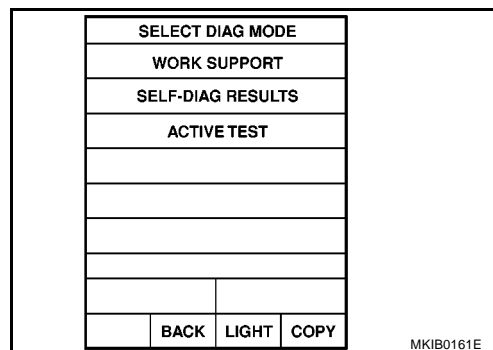 SELECT DIAG MODE
WORK SUPPORT
SELF-DIAG RESULTS
ACTIVE TEST
BACK LIGHT COPY
MKIB0161E